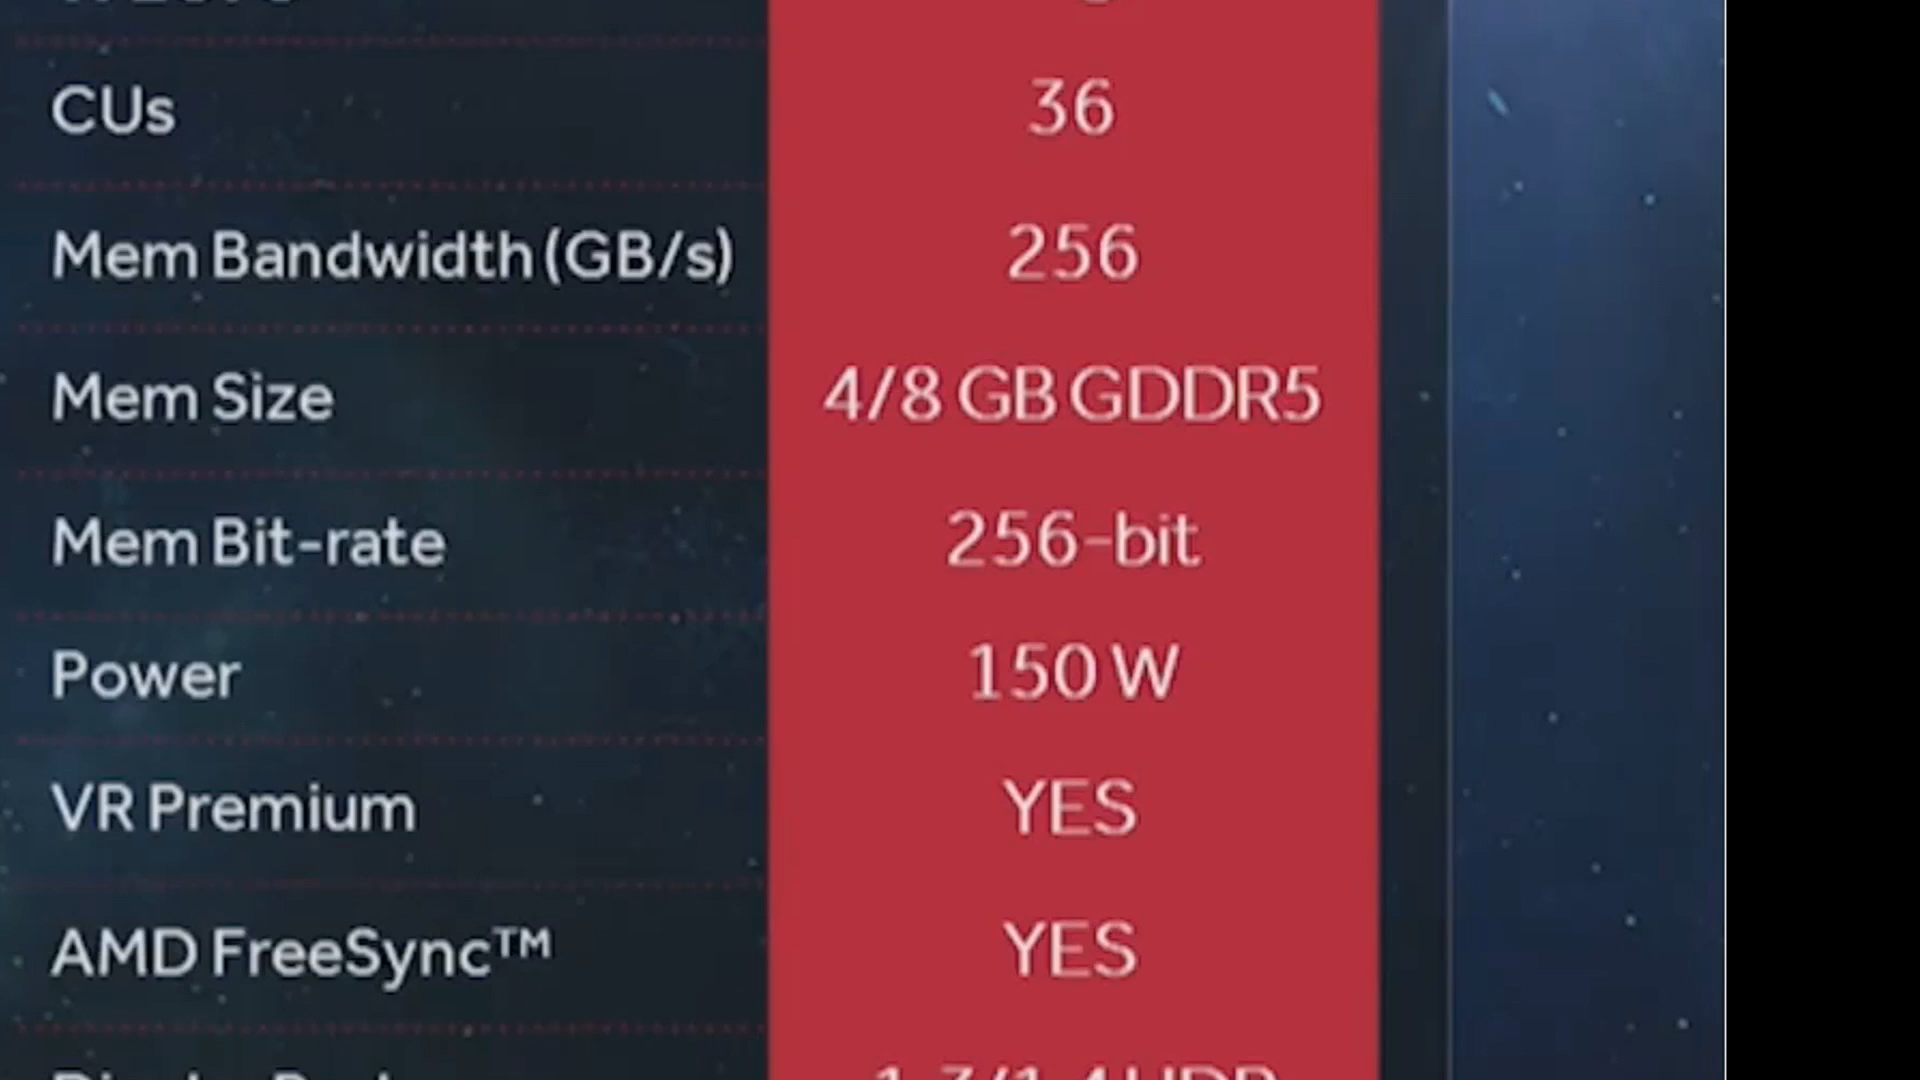 CUs 36
Mem Bandwidth (GB/s) 256
Mem Size 4/8 GB GDDR5
Mem Bit-rate 256-bit
Power 150 W
VR Premium YES
AMD FreeSync™ YES